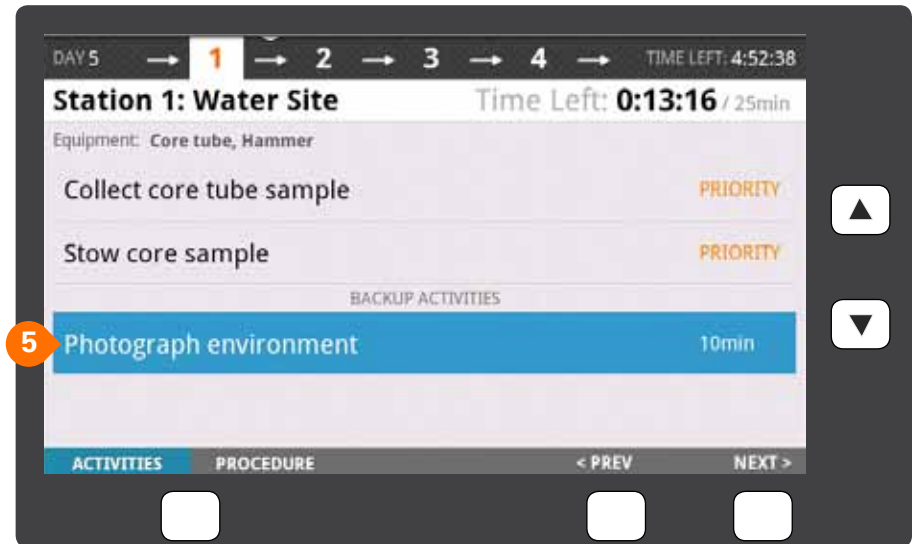 DAY 5 → 1 → 2 → 3 → 4 → TIME LEFT: 4:52:38
Station 1: Water Site Time Left: 0:13:16 / 25min
Equipment: Core tube, Hammer
Collect core tube sample PRIORITY
Stow core sample PRIORITY
BACKUP ACTIVITIES
5 Photograph environment 10min
ACTIVITIES PROCEDURE < PREV NEXT >